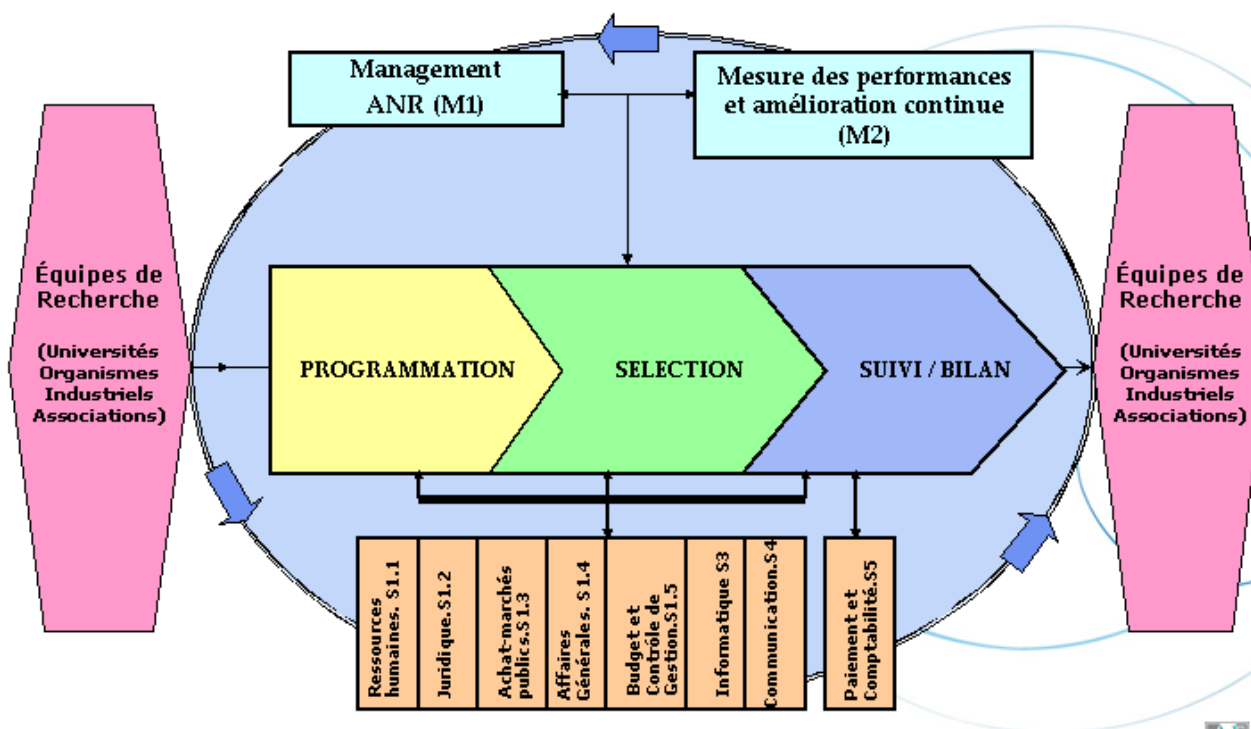 Management
ANR (M1)
Mesure des performances
et amélioration continue
(M2)
Équipes de
Recherche
(Universités
Organismes
Industriels
Associations)
PROGRAMMATION
SELECTION
SUIVI / BILAN
Équipes de
Recherche
(Universités
Organismes
Industriels
Associations)
Ressources
humaines. S1.1
Juridique.S1.2
Achat-marchés
publics.S1.3
Affaires
Générales. S1.4
Budget et
Contrôle de
Gestion.S1.5
Informatique S3
Communication.S4
Paiement et
Comptabilité.S5